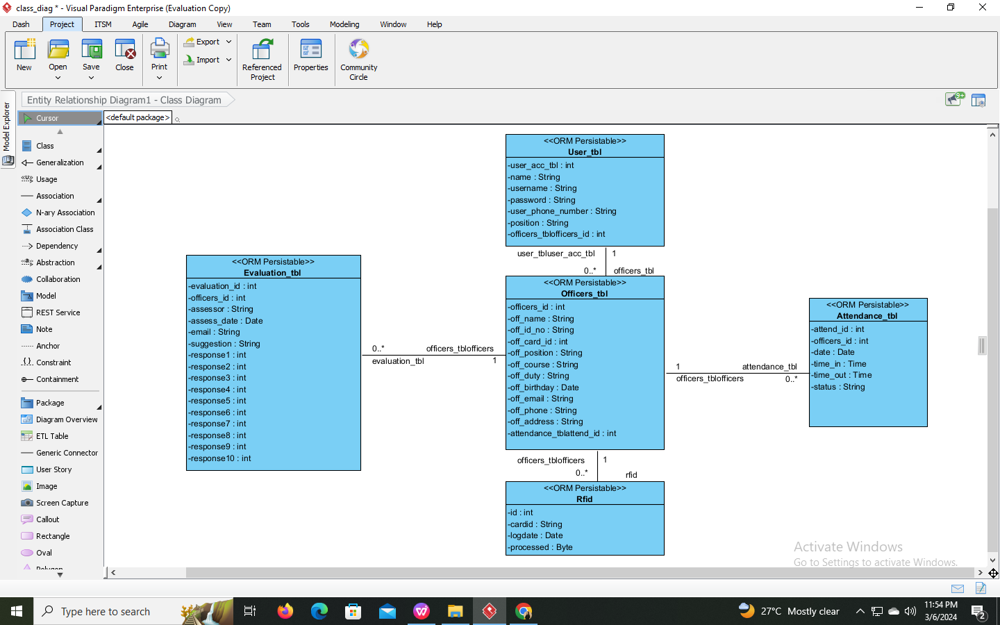 class_diag * - Visual Paradigm Enterprise (Evaluation Copy)
Dash Project ITSM Agile Diagram View Team Tools Modeling Window Help
New Open Save Close Print Export Import Referenced Project Properties Community Circle
Entity Relationship Diagram1 - Class Diagram
9+
Model Explorer
Cursor
<default package>
Class
Generalization
Usage
Association
N-ary Association
Association Class
Dependency
Abstraction
Collaboration
Model
REST Service
Note
Anchor
Constraint
Containment
Package
Diagram Overview
ETL Table
Generic Connector
User Story
Image
Screen Capture
Callout
Rectangle
Oval
Polygon
<<ORM Persistable>>
User_tbl
-user_acc_tbl : int
-name : String
-username : String
-password : String
-user_phone_number : String
-position : String
-officers_tblofficers_id : int
user_tbluser_acc_tbl 1
0..* officers_tbl
<<ORM Persistable>>
Evaluation_tbl
-evaluation_id : int
-officers_id : int
-assessor : String
-assess_date : Date
-email : String
-suggestion : String
-response1 : int
-response2 : int
-response3 : int
-response4 : int
-response5 : int
-response6 : int
-response7 : int
-response8 : int
-response9 : int
-response10 : int
0..* officers_tblofficers
evaluation_tbl 1
<<ORM Persistable>>
Officers_tbl
-officers_id : int
-off_name : String
-off_id_no : String
-off_card_id : int
-off_position : String
-off_course : String
-off_duty : String
-off_birthday : Date
-off_email : String
-off_phone : String
-off_address : String
-attendance_tblattend_id : int
1 attendance_tbl
officers_tblofficers 0..*
<<ORM Persistable>>
Attendance_tbl
-attend_id : int
-officers_id : int
-date : Date
-time_in : Time
-time_out : Time
-status : String
officers_tblofficers 1
0..* rfid
<<ORM Persistable>>
Rfid
-id : int
-cardid : String
-logdate : Date
-processed : Byte
Activate Windows
Go to Settings to activate Windows.
Type here to search
27°C Mostly clear
11:54 PM
3/6/2024
2